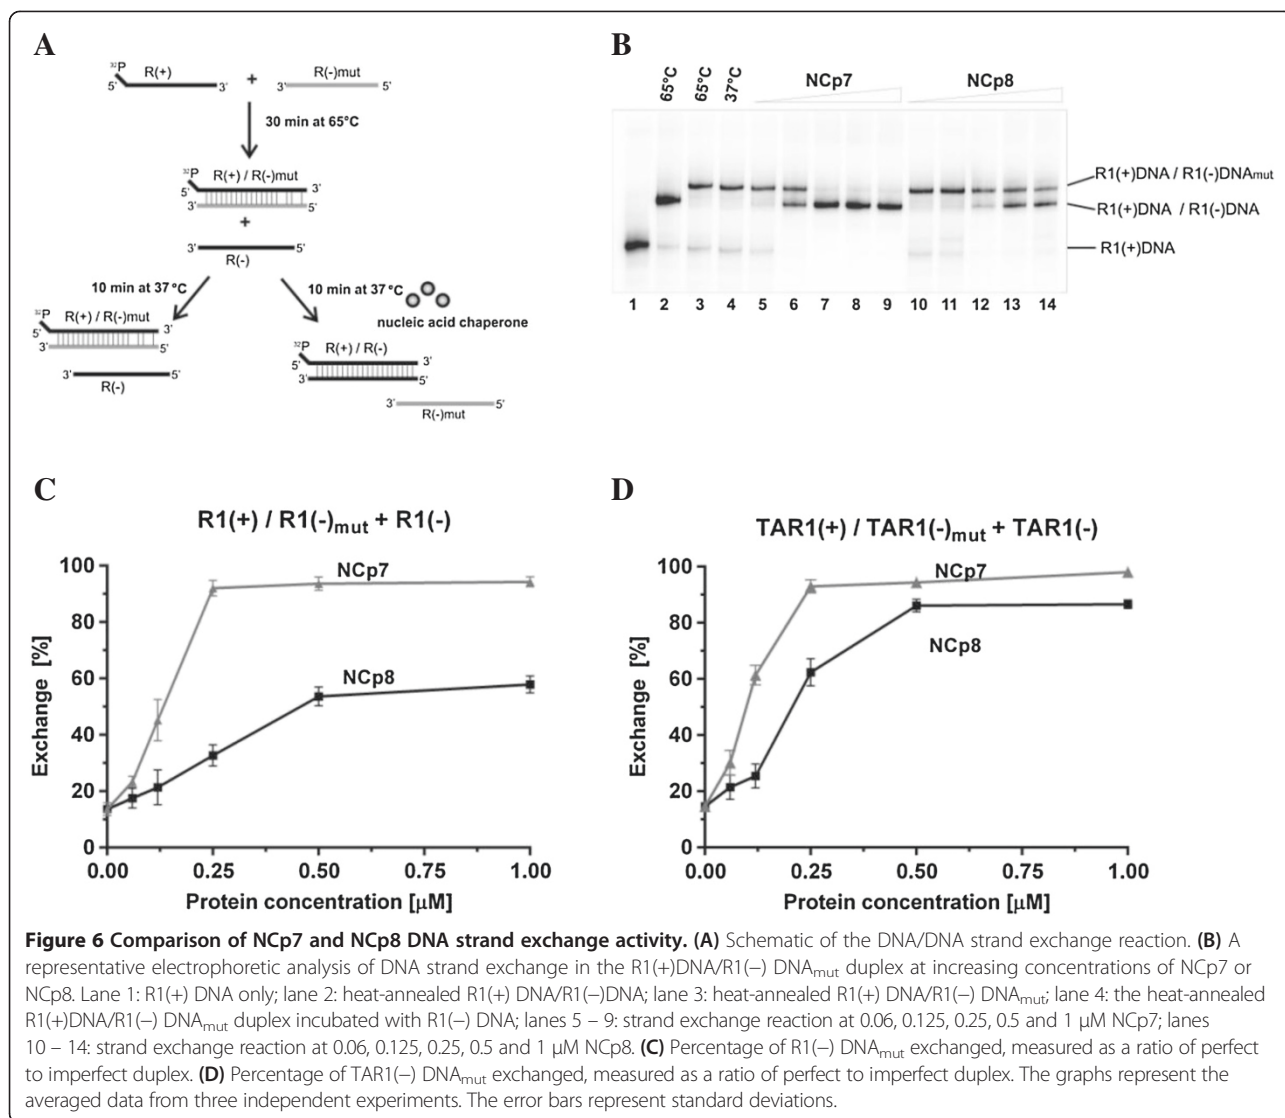 A
32P
5'
R(+)
3'
+
R(-)mut
3'
5'
30 min at 65°C
32P
R(+) / R(-)mut
5'
3'
3'
5'
+
3'
5'
R(-)
10 min at 37°C
10 min at 37°C
nucleic acid chaperone
32P
R(+) / R(-)mut
5'
3'
3'
5'
3'
5'
R(-)
32P
R(+) / R(-)
5'
3'
3'
5'
3'
5'
R(-)mut
B
65°C
65°C
37°C
NCp7
NCp8
R1(+)DNA / R1(-)DNAmut
R1(+)DNA / R1(-)DNA
R1(+)DNA
1 2 3 4 5 6 7 8 9 10 11 12 13 14
C
R1(+) / R1(-)mut + R1(-)
Exchange [%]
100
80
60
40
20
0
NCp7
NCp8
0.00 0.25 0.50 0.75 1.00
Protein concentration [µM]
D
TAR1(+) / TAR1(-)mut + TAR1(-)
Exchange [%]
100
80
60
40
20
0
NCp7
NCp8
0.00 0.25 0.50 0.75 1.00
Protein concentration [µM]
Figure 6 Comparison of NCp7 and NCp8 DNA strand exchange activity. (A) Schematic of the DNA/DNA strand exchange reaction. (B) A
representative electrophoretic analysis of DNA strand exchange in the R1(+)DNA/R1(−) DNAmut duplex at increasing concentrations of NCp7 or
NCp8. Lane 1: R1(+) DNA only; lane 2: heat-annealed R1(+) DNA/R1(−)DNA; lane 3: heat-annealed R1(+) DNA/R1(−) DNAmut; lane 4: the heat-annealed
R1(+)DNA/R1(−) DNAmut duplex incubated with R1(−) DNA; lanes 5 – 9: strand exchange reaction at 0.06, 0.125, 0.25, 0.5 and 1 µM NCp7; lanes
10 – 14: strand exchange reaction at 0.06, 0.125, 0.25, 0.5 and 1 µM NCp8. (C) Percentage of R1(−) DNAmut exchanged, measured as a ratio of perfect
to imperfect duplex. (D) Percentage of TAR1(−) DNAmut exchanged, measured as a ratio of perfect to imperfect duplex. The graphs represent the
averaged data from three independent experiments. The error bars represent standard deviations.